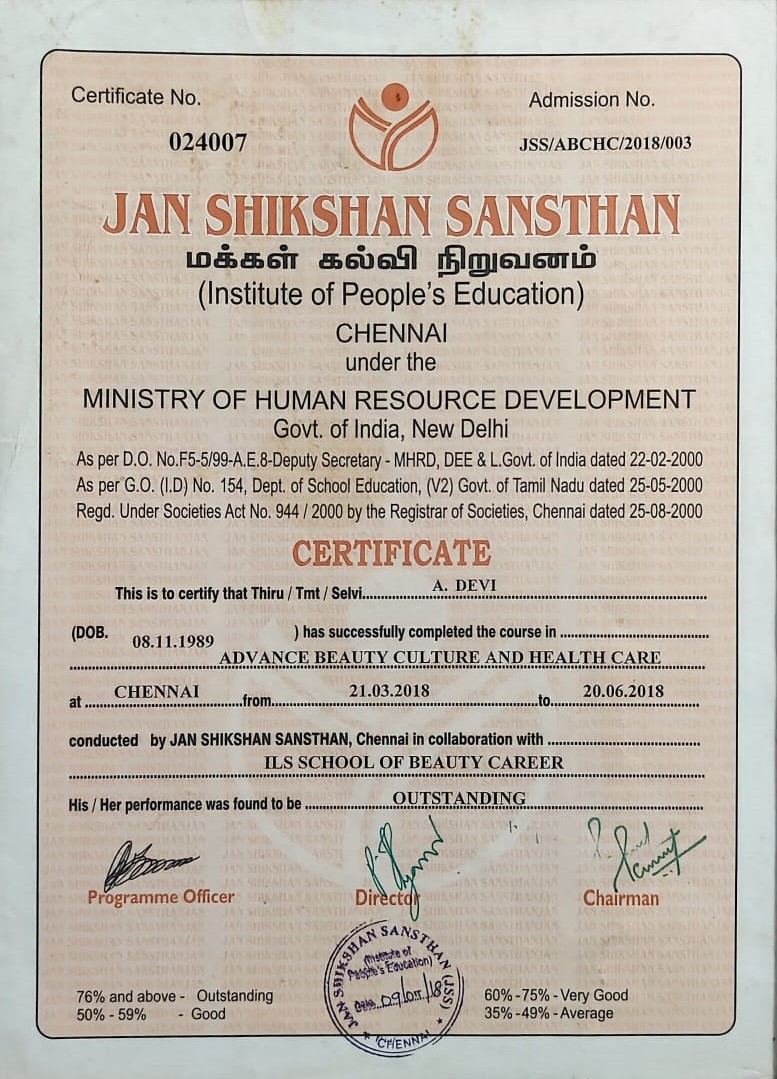 Certificate No.
Admission No.
024007
JSS/ABCHC/2018/003
JAN SHIKSHAN SANSTHAN
மக்கள் கல்வி நிறுவனம்
(Institute of People's Education)
CHENNAI
under the
MINISTRY OF HUMAN RESOURCE DEVELOPMENT
Govt. of India, New Delhi
As per D.O. No.F5-5/99-A.E.8-Deputy Secretary - MHRD, DEE & L.Govt. of India dated 22-02-2000
As per G.O. (I.D) No. 154, Dept. of School Education, (V2) Govt. of Tamil Nadu dated 25-05-2000
Regd. Under Societies Act No. 944 / 2000 by the Registrar of Societies, Chennai dated 25-08-2000
CERTIFICATE
This is to certify that Thiru / Tmt / Selvi A. DEVI
(DOB. 08.11.1989 ) has successfully completed the course in
ADVANCE BEAUTY CULTURE AND HEALTH CARE
at CHENNAI from 21.03.2018 to 20.06.2018
conducted by JAN SHIKSHAN SANSTHAN, Chennai in collaboration with
ILS SCHOOL OF BEAUTY CAREER
His / Her performance was found to be OUTSTANDING
Programme Officer
Director
Chairman
JAN SHIKSHAN SANSTHAN (JSS)
(Institute of
People's Education)
Date
CHENNAI
76% and above - Outstanding
60% -75% - Very Good
50% - 59% - Good
35% -49% - Average